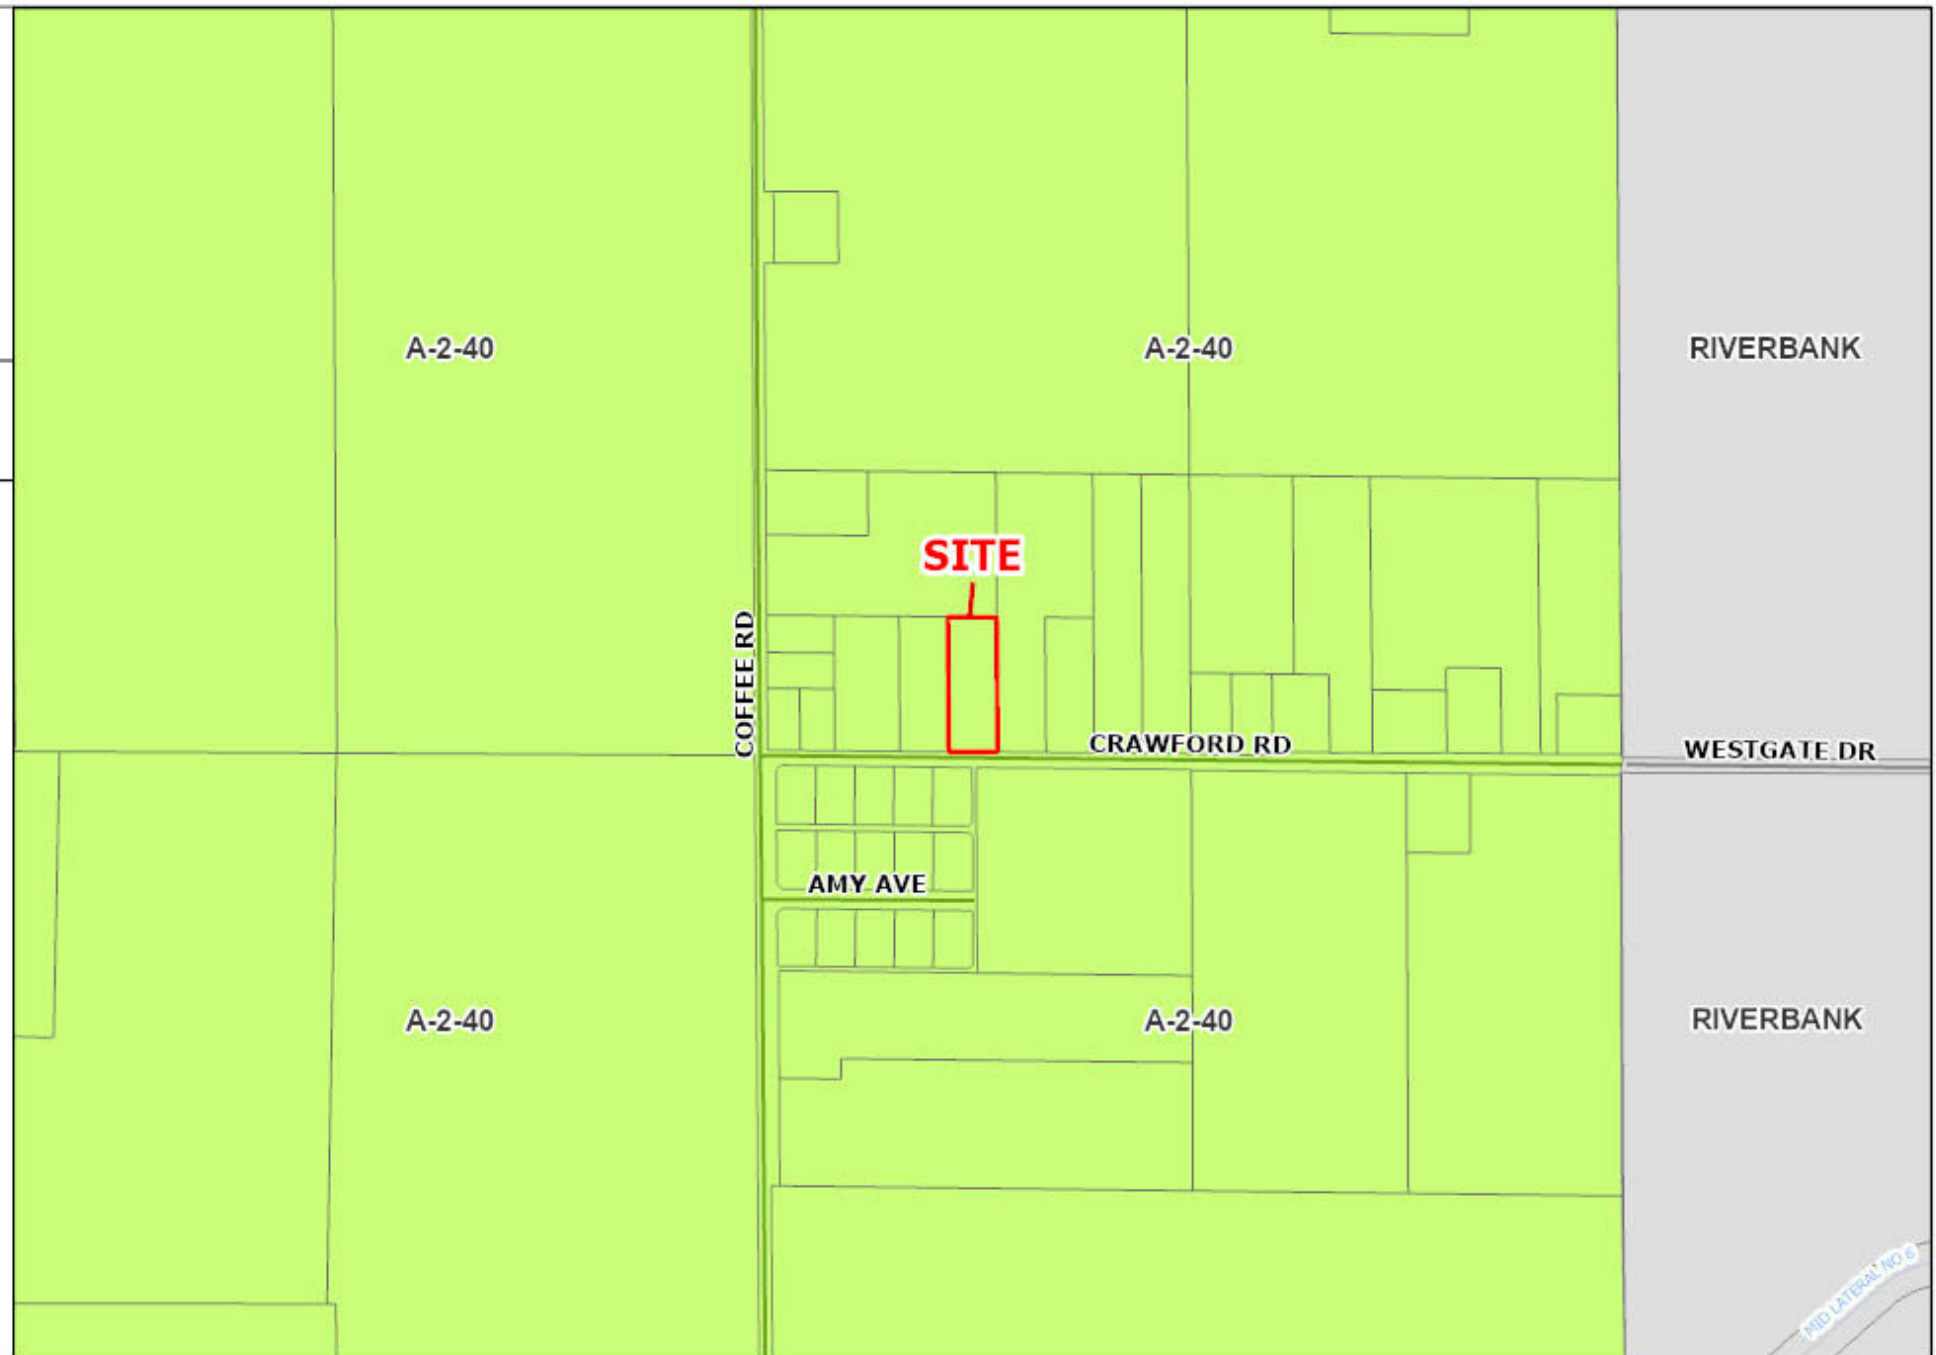 A-2-40
A-2-40
RIVERBANK
SITE
COFFEE RD
CRAWFORD RD
WESTGATE DR
AMY AVE
A-2-40
A-2-40
RIVERBANK
MID LATERAL NO 6